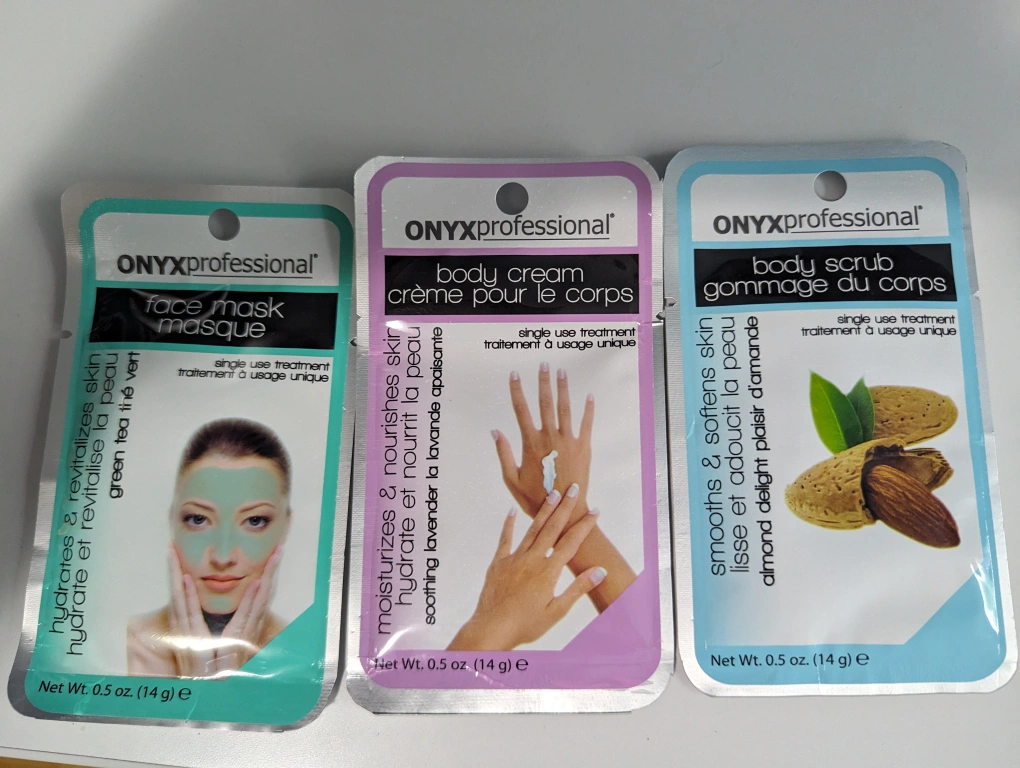 ONYXprofessional®
face mask
masque
single use treatment
traitement à usage unique
hydrates & revitalizes skin
hydrate et revitalise la peau
green tea thé vert
Net Wt. 0.5 oz. (14 g) ℮
ONYXprofessional®
body cream
crème pour le corps
single use treatment
traitement à usage unique
moisturizes & nourishes skin
hydrate et nourrit la peau
soothing lavender la lavande apaisante
Net Wt. 0.5 oz. (14 g) ℮
ONYXprofessional®
body scrub
gommage du corps
single use treatment
traitement à usage unique
smooths & softens skin
lisse et adoucit la peau
almond delight plaisir d'amande
Net Wt. 0.5 oz. (14 g) ℮